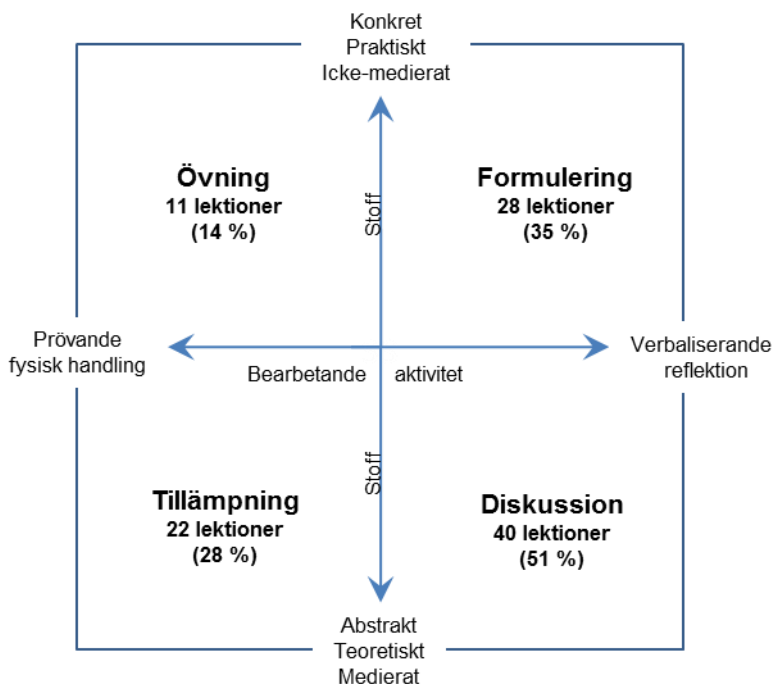 Konkret
Praktiskt
Icke-medierat
Övning
11 lektioner
(14 %)
Formulering
28 lektioner
(35 %)
Stoff
Prövande
fysisk handling
Verbaliserande
reflektion
Bearbetande aktivitet
Stoff
Tillämpning
22 lektioner
(28 %)
Diskussion
40 lektioner
(51 %)
Abstrakt
Teoretiskt
Medierat